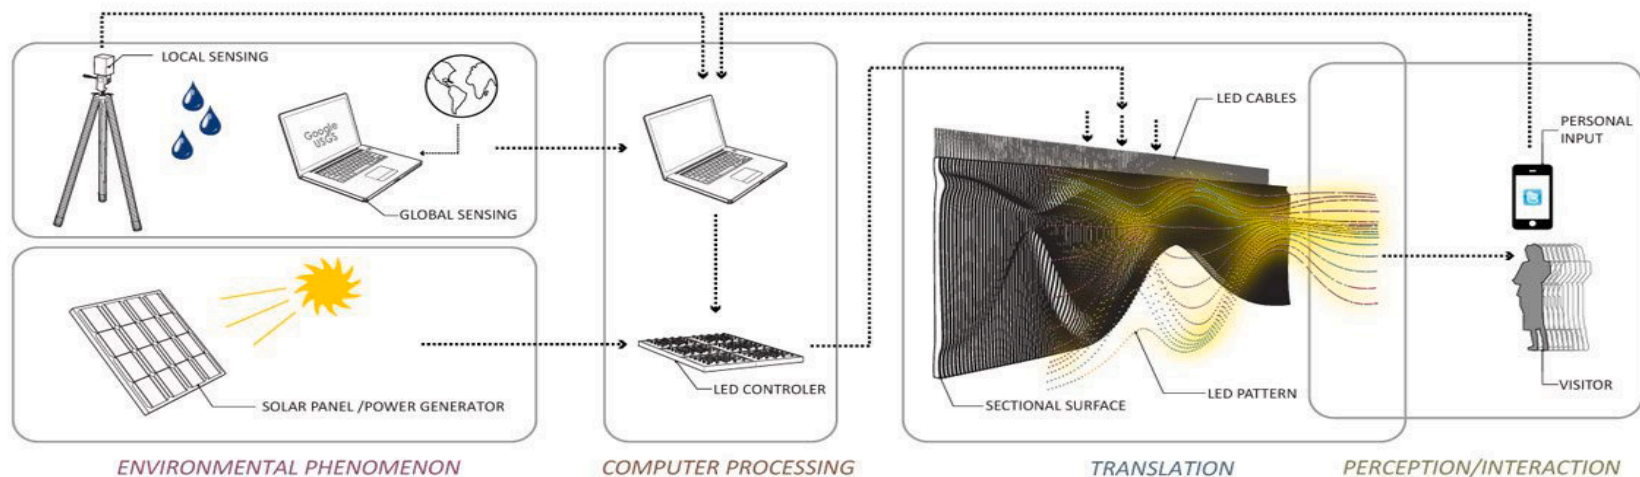 LOCAL SENSING
Google
USGS
GLOBAL SENSING
SOLAR PANEL /POWER GENERATOR
LED CONTROLER
LED CABLES
SECTIONAL SURFACE
LED PATTERN
PERSONAL
INPUT
VISITOR
ENVIRONMENTAL PHENOMENON
COMPUTER PROCESSING
TRANSLATION
PERCEPTION/INTERACTION